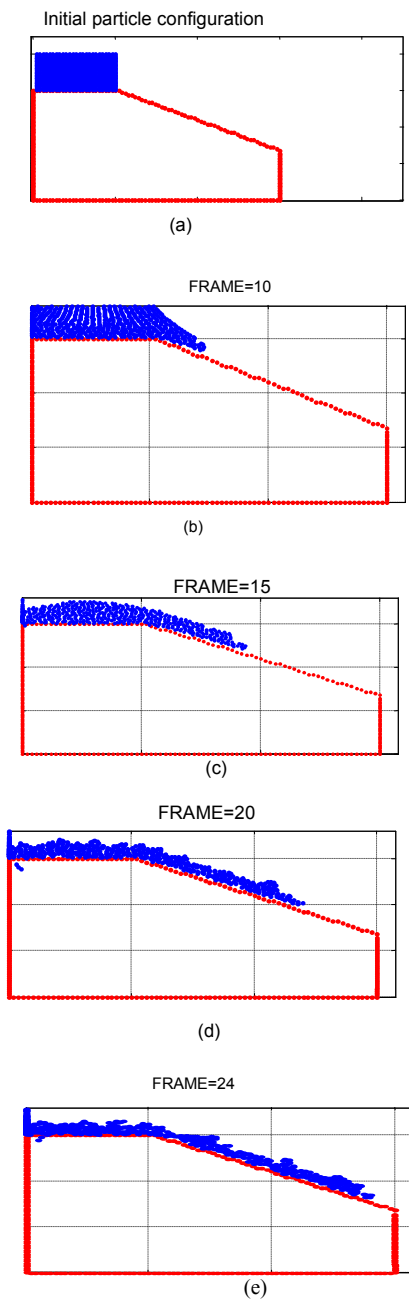 Initial particle configuration
(a)
FRAME=10
(b)
FRAME=15
(c)
FRAME=20
(d)
FRAME=24
(e)